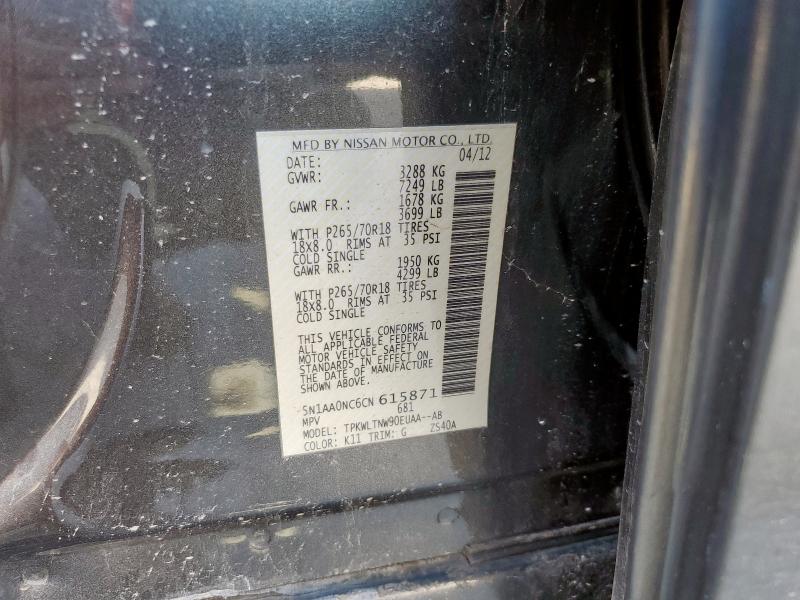 MFD BY NISSAN MOTOR CO., LTD.
DATE: 04/12
GVWR: 3288 KG
7249 LB
GAWR FR.: 1678 KG
3699 LB
WITH P265/70R18 TIRES
18x8.0 RIMS AT 35 PSI
COLD SINGLE
GAWR RR.: 1950 KG
4299 LB
WITH P265/70R18 TIRES
18x8.0 RIMS AT 35 PSI
COLD SINGLE
THIS VEHICLE CONFORMS TO
ALL APPLICABLE FEDERAL
MOTOR VEHICLE SAFETY
STANDARDS IN EFFECT ON
THE DATE OF MANUFACTURE
SHOWN ABOVE.
5N1AA0NC6CN 615871
MPV 681
MODEL: TPKWLTNW90EUAA--AB
COLOR: K11 TRIM: G ZS40A